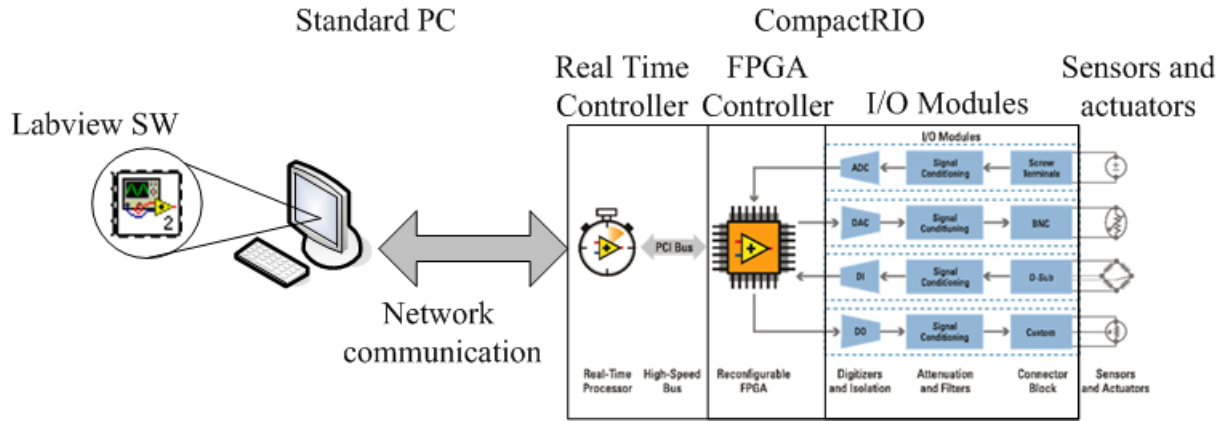 Standard PC
CompactRIO
Real Time
Controller
FPGA
Controller
I/O Modules
Sensors and
actuators
Labview SW
2
Network
communication
PCI Bus
I/O Modules
ADC
Signal
Conditioning
Screw
Terminals
DAC
Signal
Conditioning
BNC
DI
Signal
Conditioning
D-Sub
DO
Signal
Conditioning
Custom
Real-Time
Processor
High-Speed
Bus
Reconfigurable
FPGA
Digitizers
and Isolation
Attenuation
and Filters
Connector
Block
Sensors
and Actuators